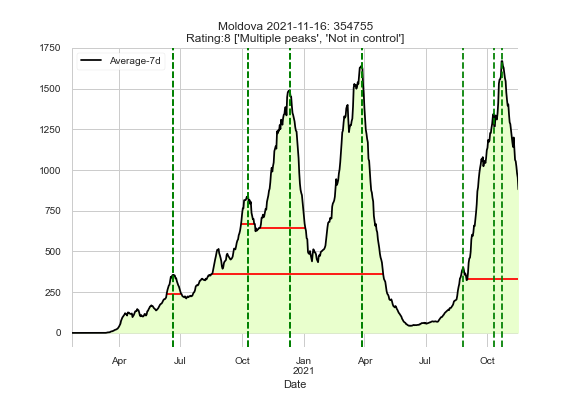 Moldova 2021-11-16: 354755
Rating:8 ['Multiple peaks', 'Not in control']
Average-7d
1750
1500
1250
1000
750
500
250
0
Apr Jul Oct Jan Apr Jul Oct
2021
Date